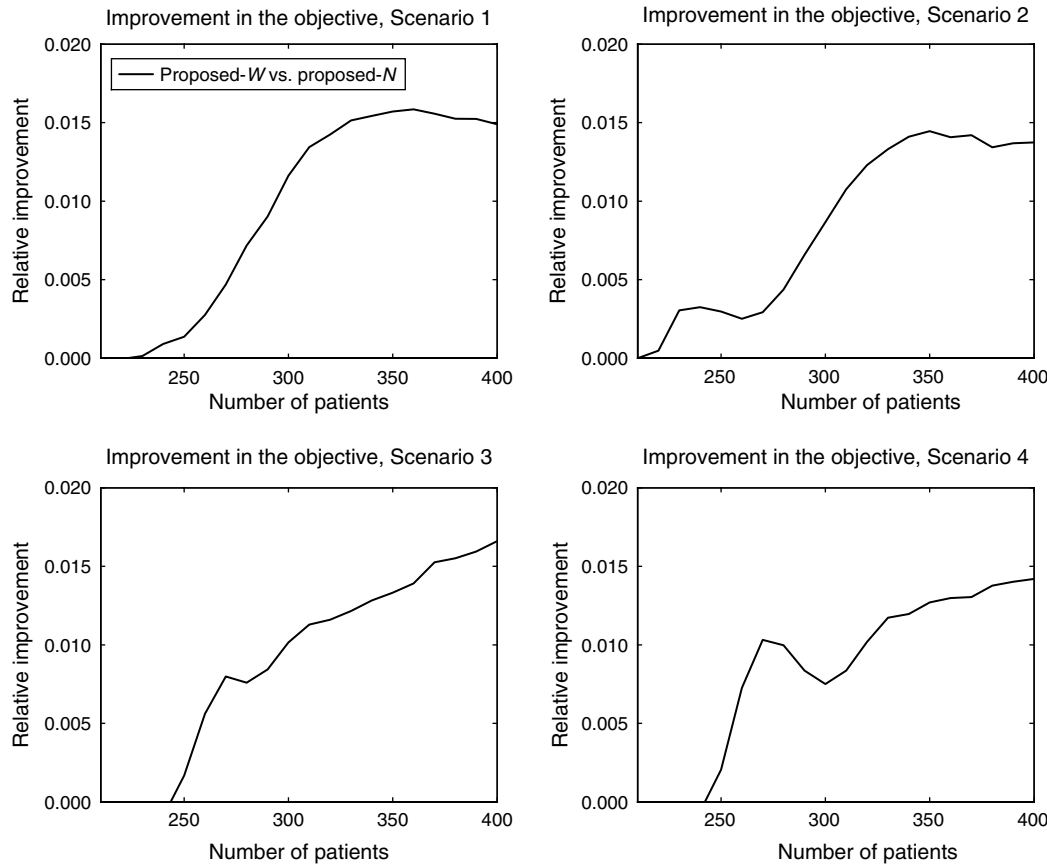 Improvement in the objective, Scenario 1
0.020
0.015
0.010
0.005
0.000
Relative improvement
Proposed-W vs. proposed-N
250 300 350 400
Number of patients
Improvement in the objective, Scenario 2
0.020
0.015
0.010
0.005
0.000
Relative improvement
250 300 350 400
Number of patients
Improvement in the objective, Scenario 3
0.020
0.015
0.010
0.005
0.000
Relative improvement
250 300 350 400
Number of patients
Improvement in the objective, Scenario 4
0.020
0.015
0.010
0.005
0.000
Relative improvement
250 300 350 400
Number of patients